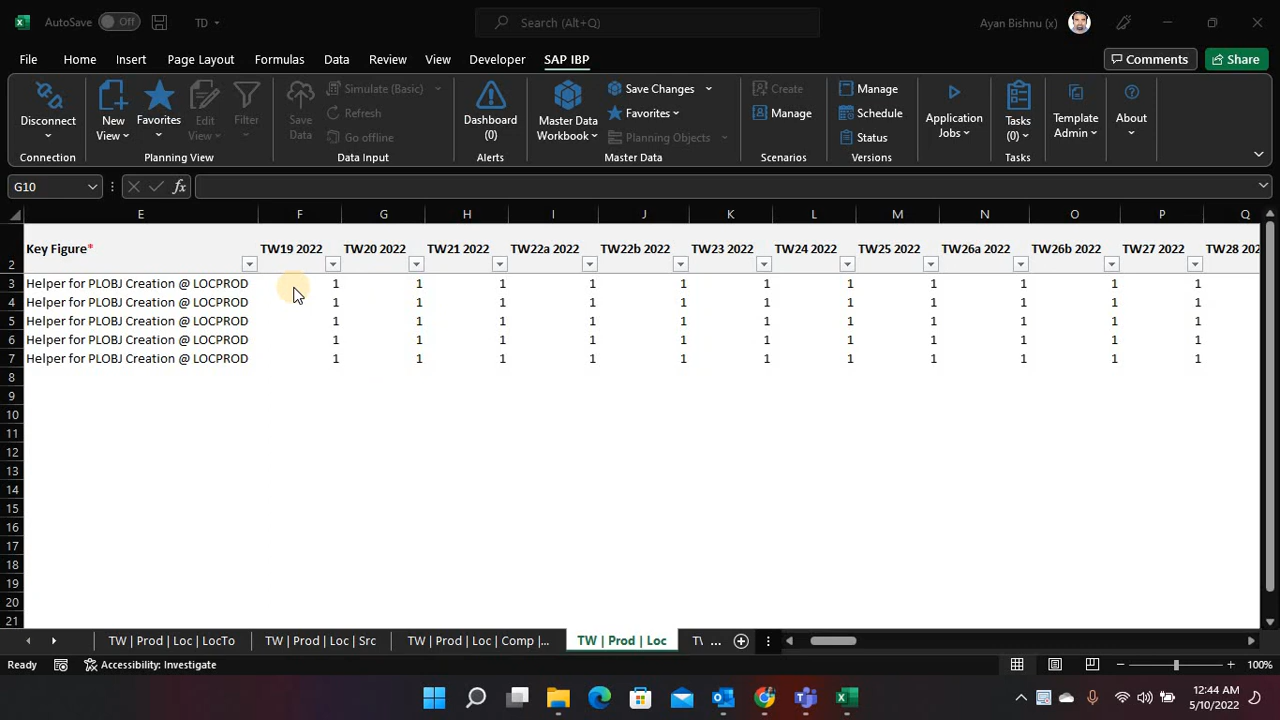 AutoSave Off TD Search (Alt+Q) Ayan Bishnu (x)
File Home Insert Page Layout Formulas Data Review View Developer SAP IBP Comments Share
Disconnect New View Favorites Edit View Filter Save Data Simulate (Basic) Refresh Go offline Dashboard (0) Master Data Workbook Save Changes Favorites Planning Objects Create Manage Manage Schedule Status Application Jobs Tasks (0) Template Admin About
Connection Planning View Data Input Alerts Master Data Scenarios Versions Tasks
G10 fx
E F G H I J K L M N O P Q
2 Key Figure* TW19 2022 TW20 2022 TW21 2022 TW22a 2022 TW22b 2022 TW23 2022 TW24 2022 TW25 2022 TW26a 2022 TW26b 2022 TW27 2022 TW28 202
3 Helper for PLOBJ Creation @ LOCPROD 1 1 1 1 1 1 1 1 1 1 1
4 Helper for PLOBJ Creation @ LOCPROD 1 1 1 1 1 1 1 1 1 1 1
5 Helper for PLOBJ Creation @ LOCPROD 1 1 1 1 1 1 1 1 1 1 1
6 Helper for PLOBJ Creation @ LOCPROD 1 1 1 1 1 1 1 1 1 1 1
7 Helper for PLOBJ Creation @ LOCPROD 1 1 1 1 1 1 1 1 1 1 1
8
9
10
11
12
13
14
15
16
17
18
19
20
21
TW | Prod | Loc | LocTo TW | Prod | Loc | Src TW | Prod | Loc | Comp |... TW | Prod | Loc ...
Ready Accessibility: Investigate 100%
12:44 AM
5/10/2022